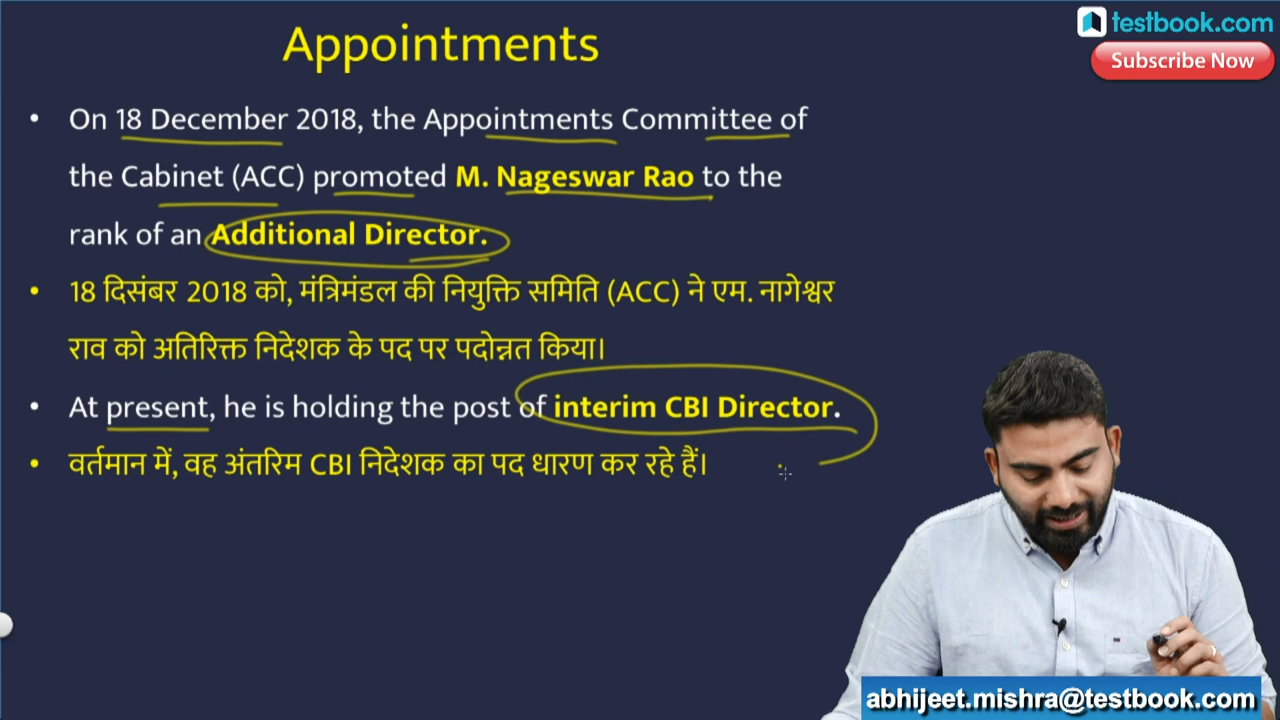 Appointments
testbook.com
Subscribe Now
• On 18 December 2018, the Appointments Committee of
the Cabinet (ACC) promoted M. Nageswar Rao to the
rank of an Additional Director.
• 18 दिसंबर 2018 को, मंत्रिमंडल की नियुक्ति समिति (ACC) ने एम. नागेश्वर
राव को अतिरिक्त निदेशक के पद पर पदोन्नत किया।
• At present, he is holding the post of interim CBI Director.
• वर्तमान में, वह अंतरिम CBI निदेशक का पद धारण कर रहे हैं।
abhijeet.mishra@testbook.com